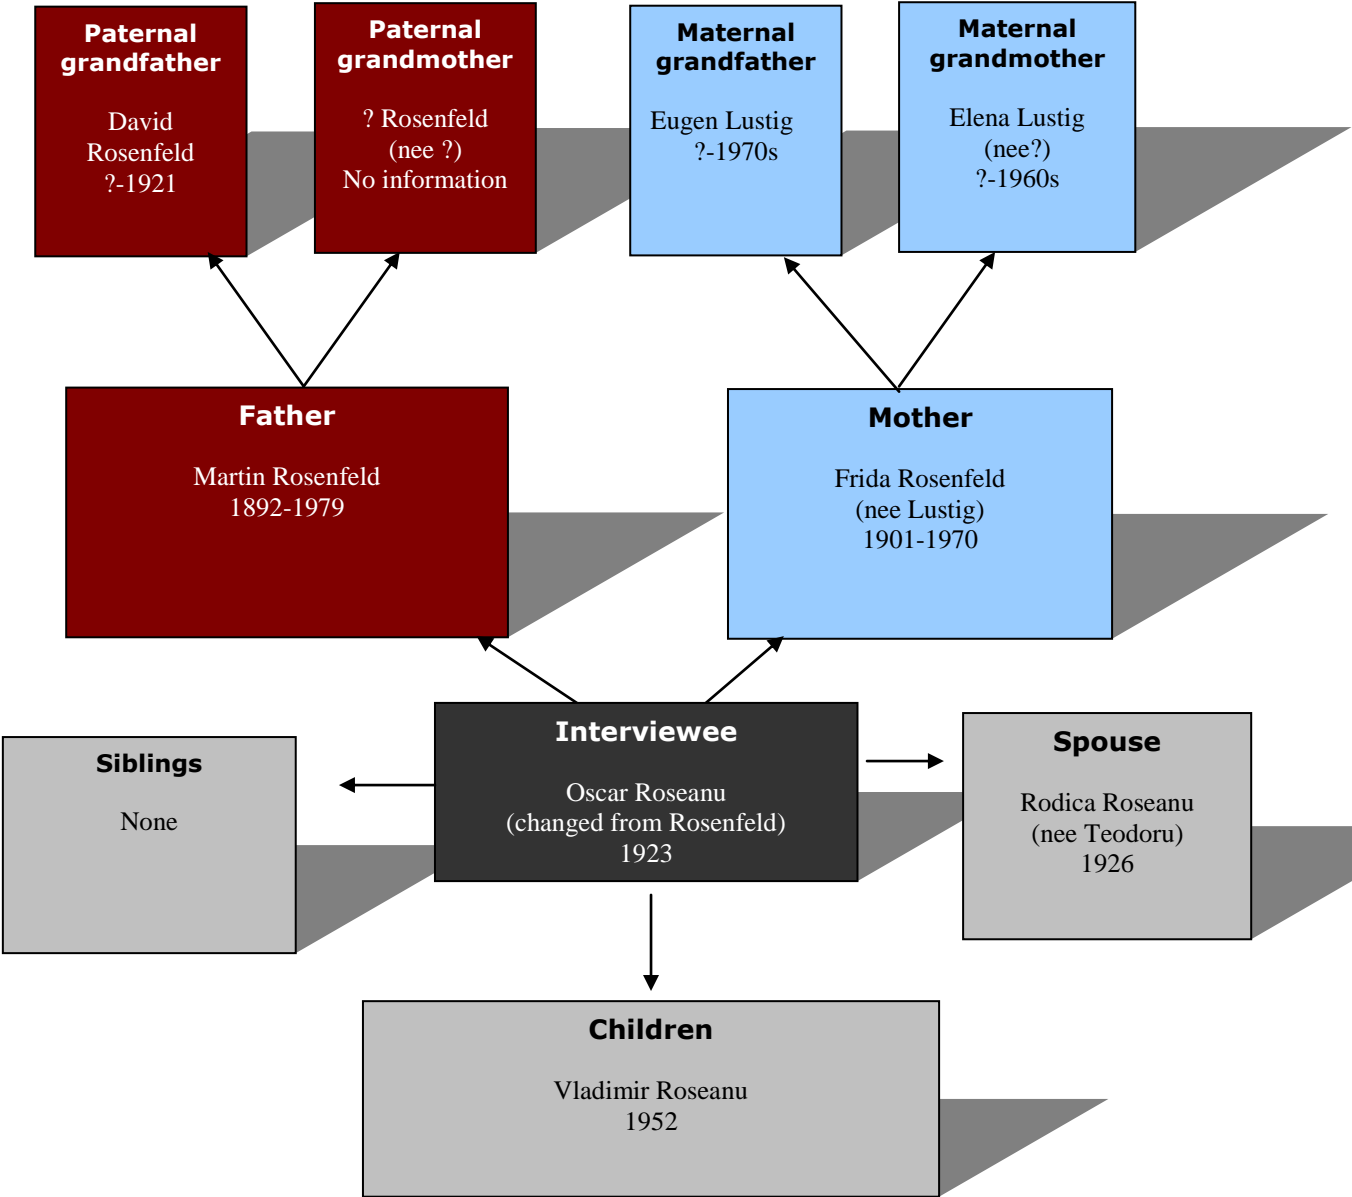 Paternal
grandfather
David
Rosenfeld
?-1921
Paternal
grandmother
? Rosenfeld
(nee ?)
No information
Maternal
grandfather
Eugen Lustig
?-1970s
Maternal
grandmother
Elena Lustig
(nee?)
?-1960s
Father
Martin Rosenfeld
1892-1979
Mother
Frida Rosenfeld
(nee Lustig)
1901-1970
Siblings
None
Interviewee
Oscar Roseanu
(changed from Rosenfeld)
1923
Spouse
Rodica Roseanu
(nee Teodoru)
1926
Children
Vladimir Roseanu
1952